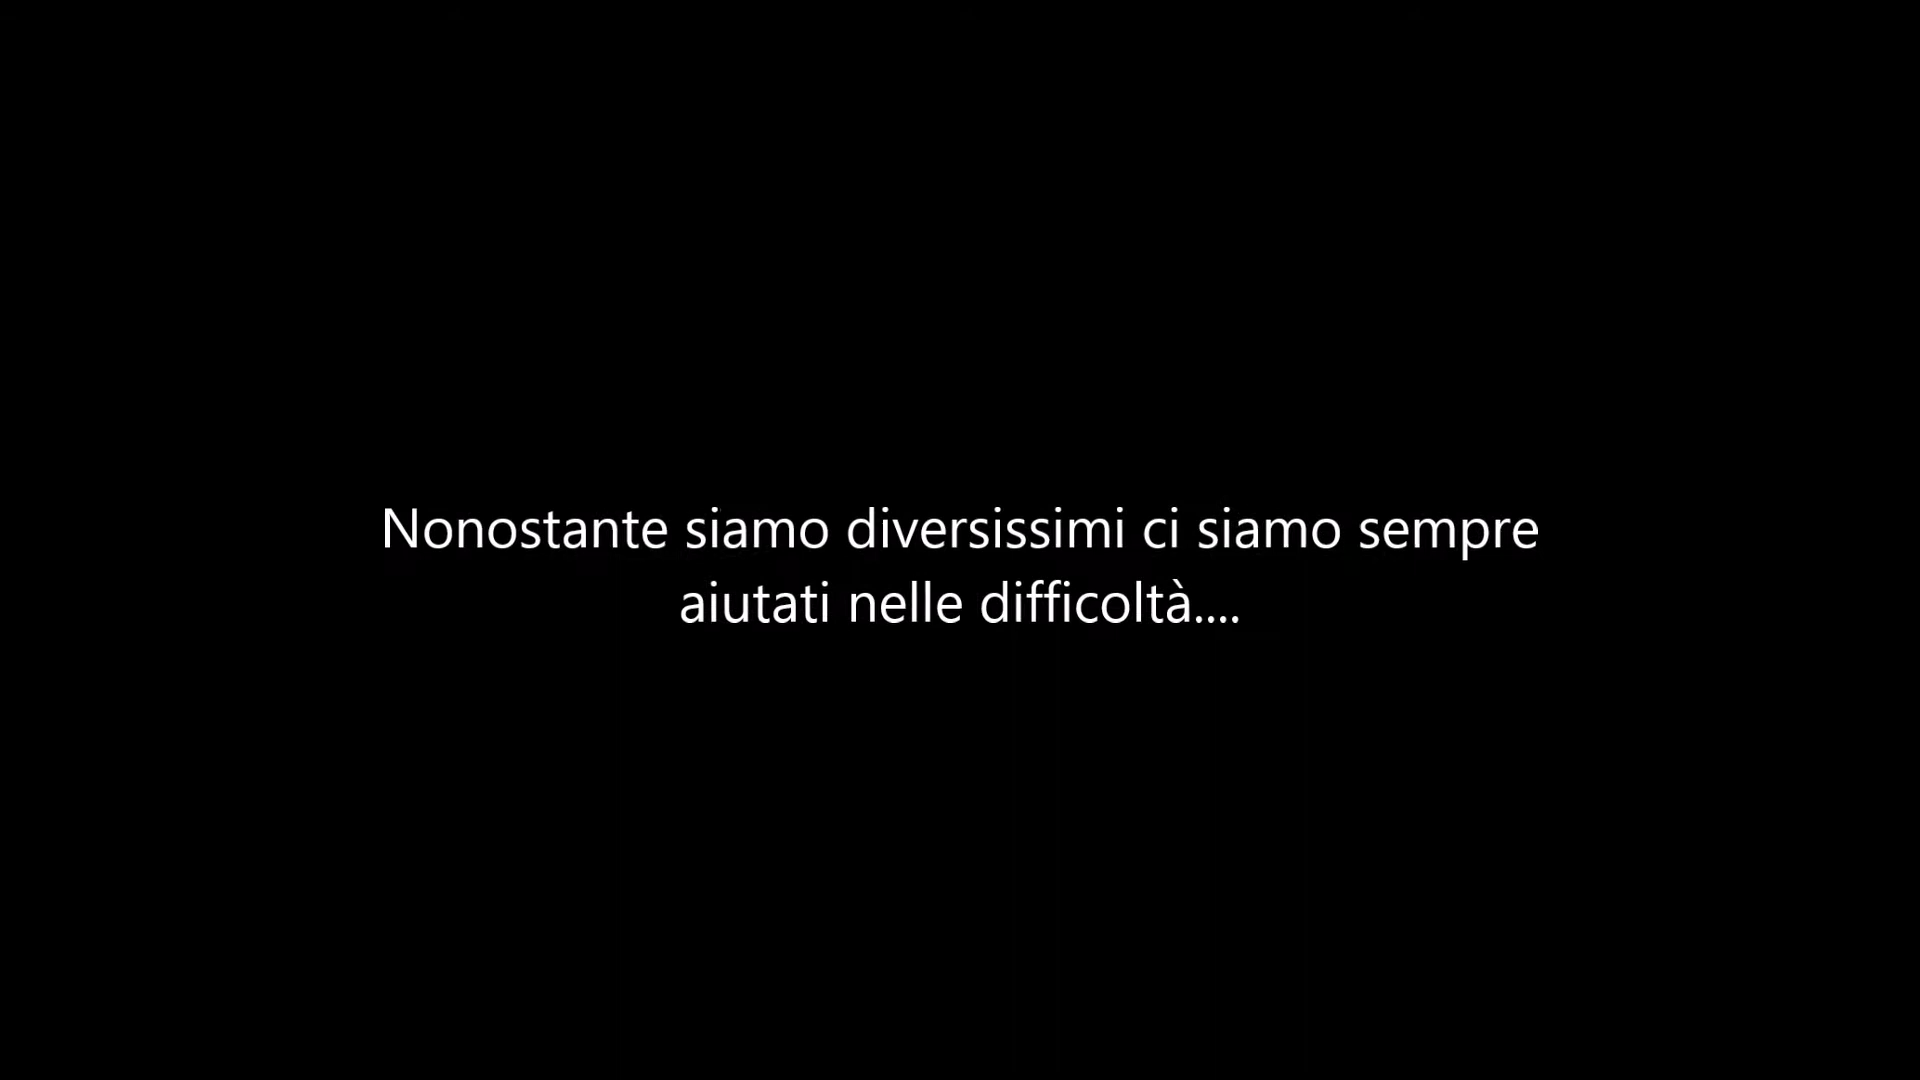 Nonostante siamo diversissimi ci siamo sempre
aiutati nelle difficoltà....